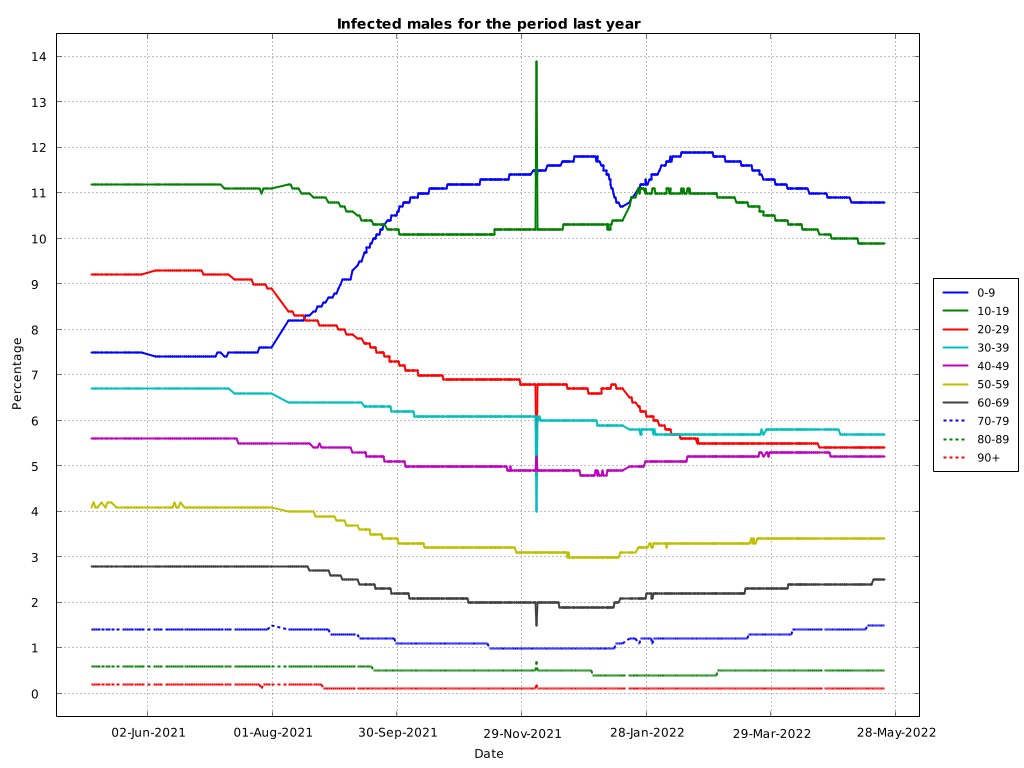 Infected males for the period last year
14
13
12
11
10
9
8
7
6
5
4
3
2
1
0
Percentage
02-Jun-2021
01-Aug-2021
30-Sep-2021
29-Nov-2021
28-Jan-2022
29-Mar-2022
28-May-2022
Date
0-9
10-19
20-29
30-39
40-49
50-59
60-69
70-79
80-89
90+